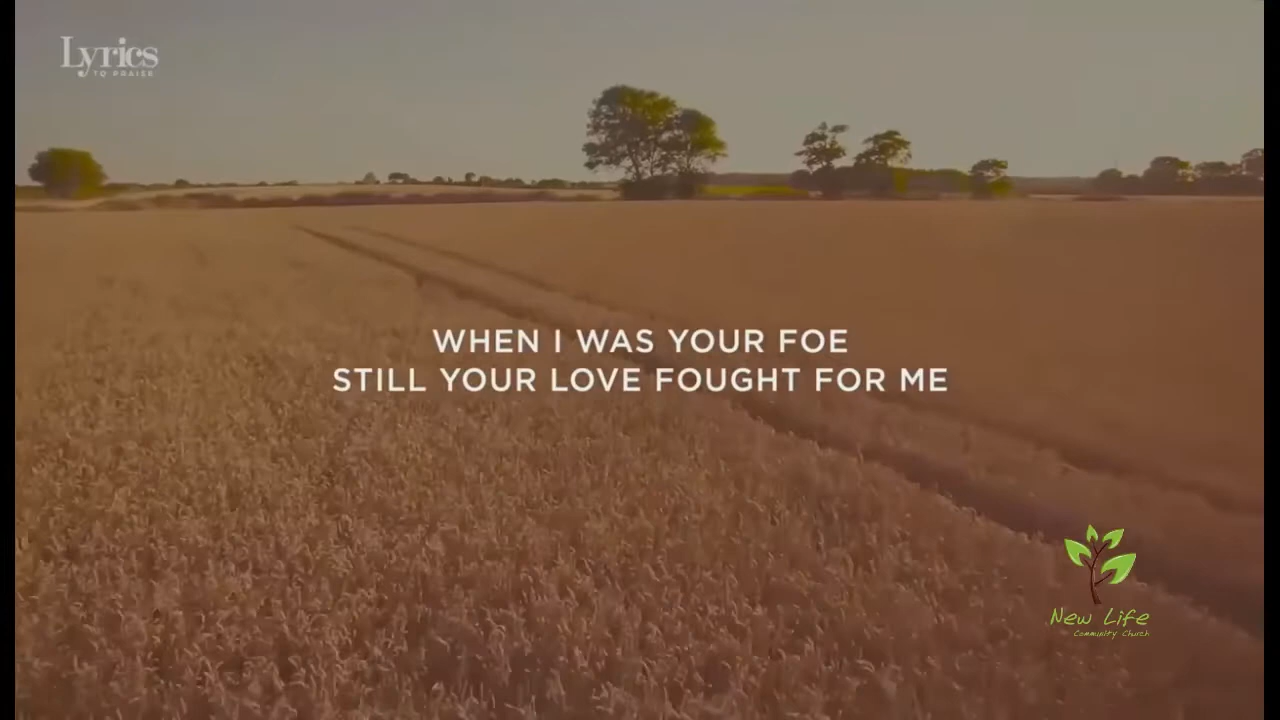 Lyrics
TO PRAISE
WHEN I WAS YOUR FOE
STILL YOUR LOVE FOUGHT FOR ME
New Life
Community Church